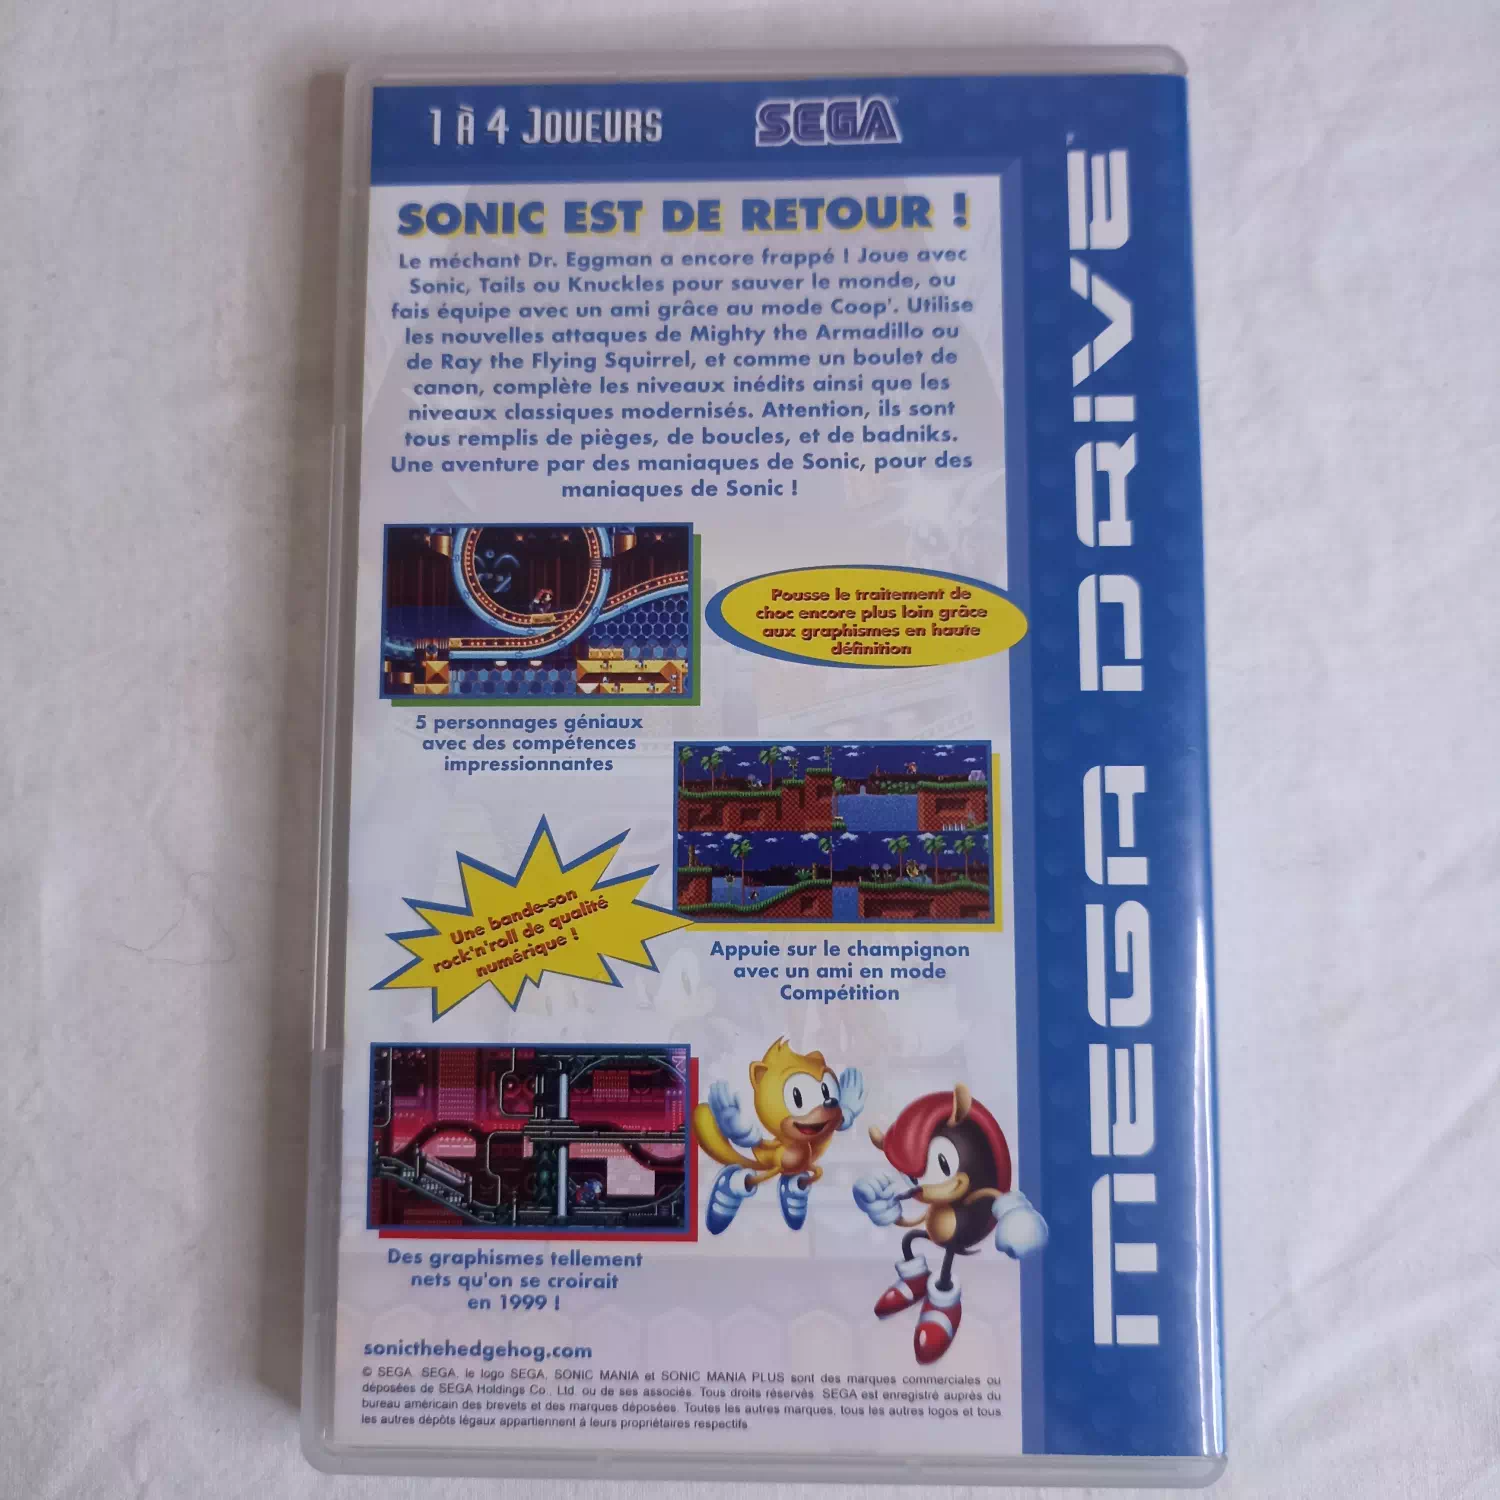 1 À 4 JOUEURS
SEGA
SONIC EST DE RETOUR !
Le méchant Dr. Eggman a encore frappé ! Joue avec
Sonic, Tails ou Knuckles pour sauver le monde, ou
fais équipe avec un ami grâce au mode Coop'. Utilise
les nouvelles attaques de Mighty the Armadillo ou
de Ray the Flying Squirrel, et comme un boulet de
canon, complète les niveaux inédits ainsi que les
niveaux classiques modernisés. Attention, ils sont
tous remplis de pièges, de boucles, et de badniks.
Une aventure par des maniaques de Sonic, pour des
maniaques de Sonic !
Pousse le traitement de
choc encore plus loin grâce
aux graphismes en haute
définition
5 personnages géniaux
avec des compétences
impressionnantes
Une bande-son
rock'n'roll de qualité
numérique !
Appuie sur le champignon
avec un ami en mode
Compétition
Des graphismes tellement
nets qu'on se croirait
en 1999 !
sonicthehedgehog.com
© SEGA. SEGA, le logo SEGA, SONIC MANIA et SONIC MANIA PLUS sont des marques commerciales ou
déposées de SEGA Holdings Co., Ltd. ou de ses associés. Tous droits réservés. SEGA est enregistré auprès du
bureau américain des brevets et des marques déposées. Toutes les autres marques, tous les autres logos et tous
les autres dépôts légaux appartiennent à leurs propriétaires respectifs.
MEGA DRIVE